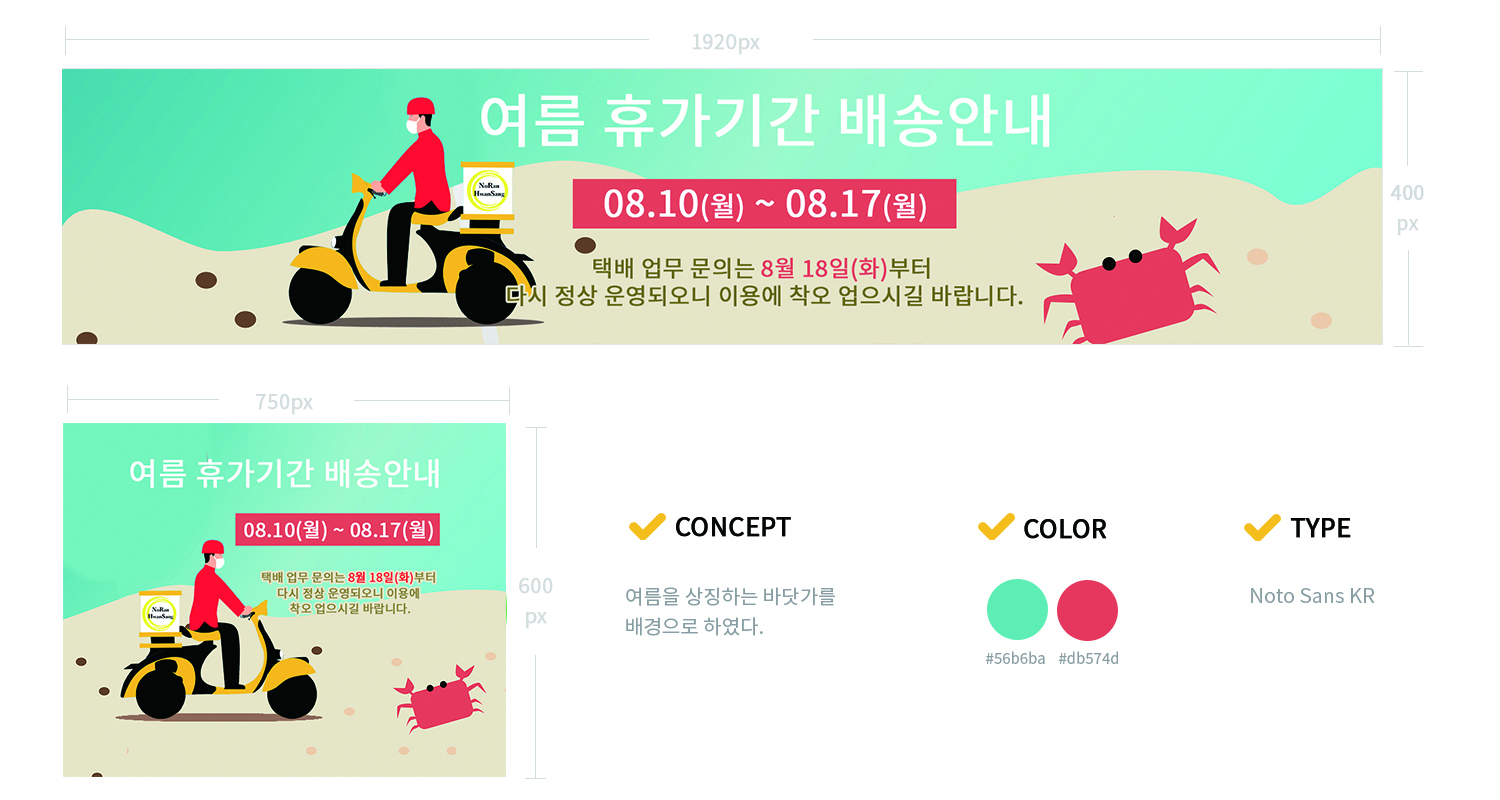 1920px
여름 휴가기간 배송안내
NoRan
HwanSang
08.10(월) ~ 08.17(월)
400
px
택배 업무 문의는 8월 18일(화)부터
다시 정상 운영되오니 이용에 착오 업으시길 바랍니다.
750px
여름 휴가기간 배송안내
08.10(월) ~ 08.17(월)
택배 업무 문의는 8월 18일(화)부터
다시 정상 운영되오니 이용에
착오 업으시길 바랍니다.
NoRan
HwanSang
600
px
CONCEPT
여름을 상징하는 바닷가를
배경으로 하였다.
COLOR
#56b6ba #db574d
TYPE
Noto Sans KR